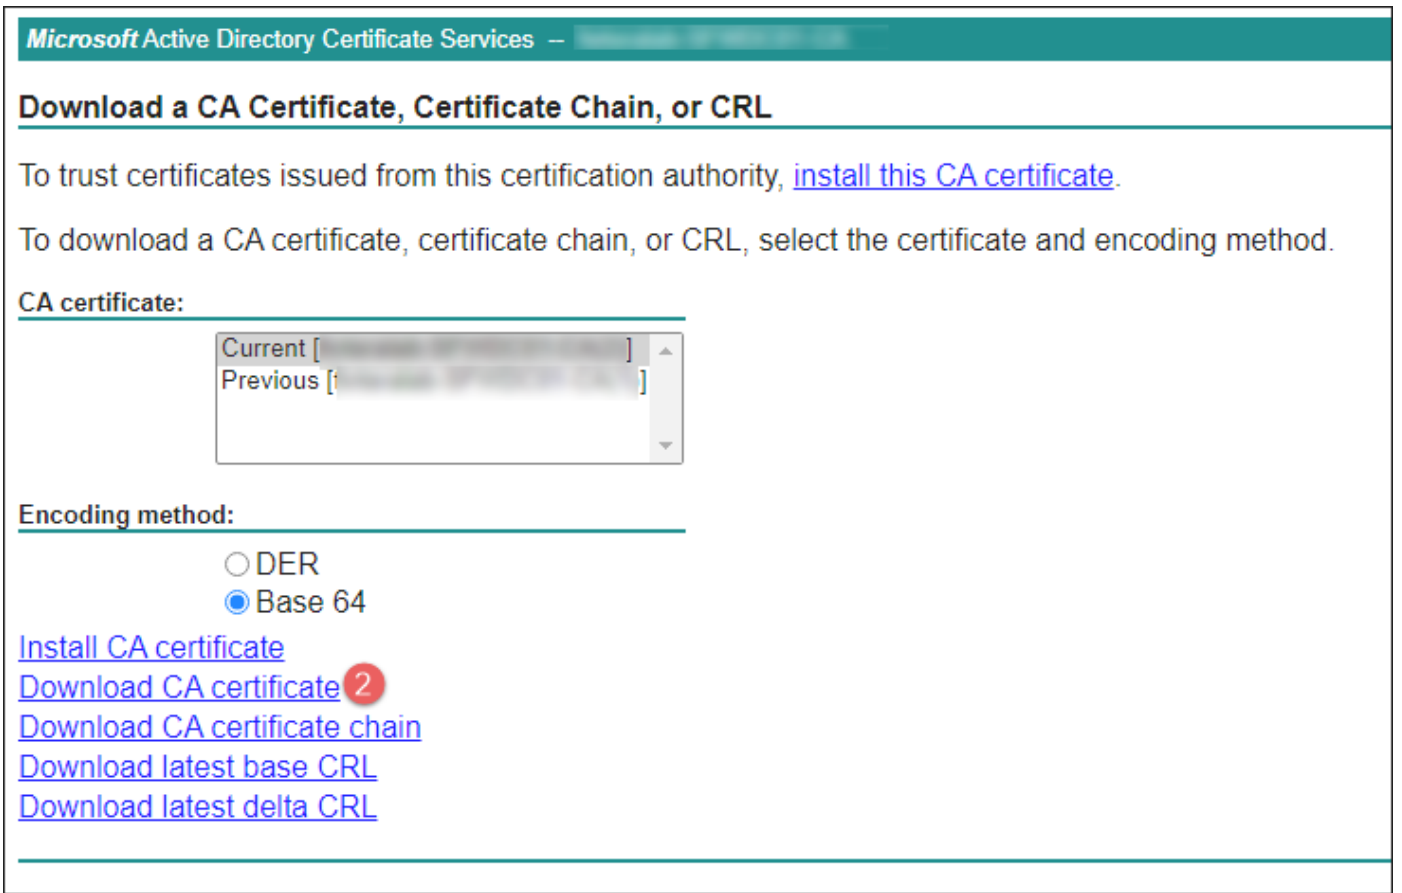 Microsoft Active Directory Certificate Services --
Download a CA Certificate, Certificate Chain, or CRL
To trust certificates issued from this certification authority, install this CA certificate.
To download a CA certificate, certificate chain, or CRL, select the certificate and encoding method.
CA certificate:
Current [ ]
Previous [ ]
Encoding method:
DER
Base 64
Install CA certificate
Download CA certificate 2
Download CA certificate chain
Download latest base CRL
Download latest delta CRL